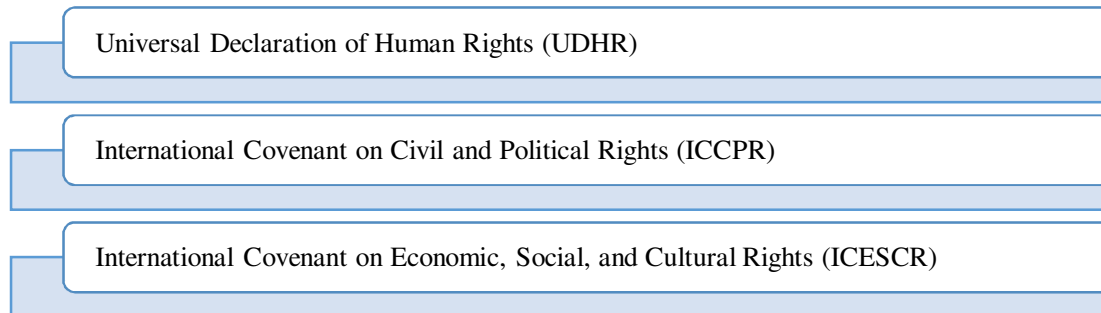 Universal Declaration of Human Rights (UDHR)
International Covenant on Civil and Political Rights (ICCPR)
International Covenant on Economic, Social, and Cultural Rights (ICESCR)